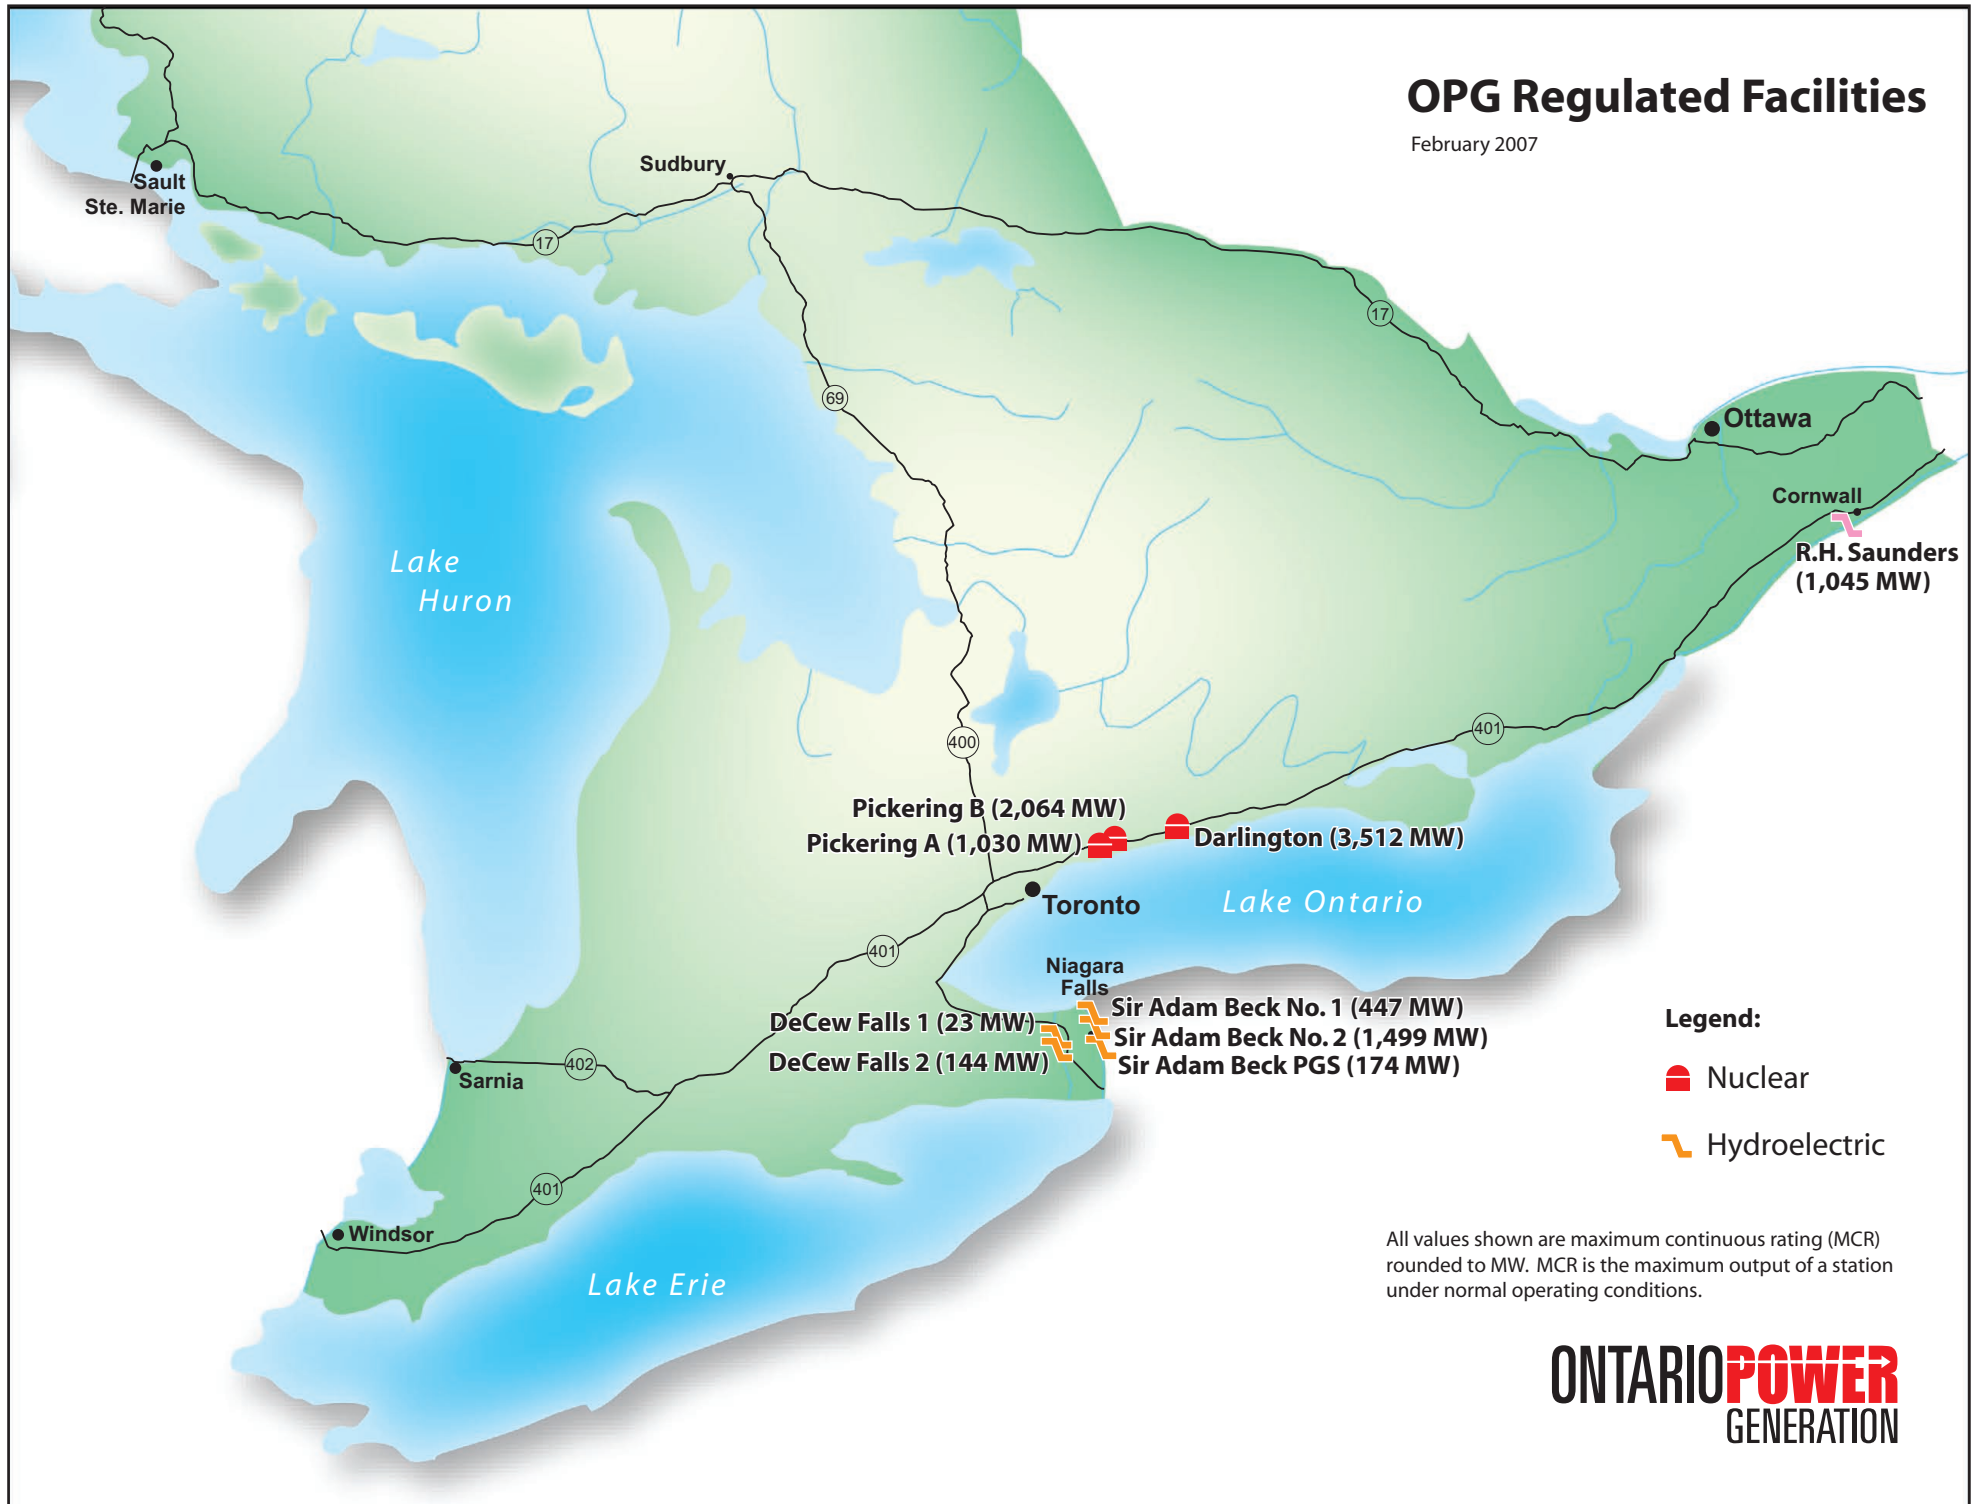 OPG Regulated Facilities
February 2007
Sudbury
Sault
Ste. Marie
17
17
69
Ottawa
Cornwall
R.H. Saunders
(1,045 MW)
Lake
Huron
400
401
Pickering B (2,064 MW)
Pickering A (1,030 MW)
Darlington (3,512 MW)
Toronto
Lake Ontario
401
Niagara
Falls
Sir Adam Beck No. 1 (447 MW)
DeCew Falls 1 (23 MW)
Sir Adam Beck No. 2 (1,499 MW)
DeCew Falls 2 (144 MW)
Sir Adam Beck PGS (174 MW)
Legend:
Nuclear
Hydroelectric
402
Sarnia
401
Windsor
Lake Erie
All values shown are maximum continuous rating (MCR)
rounded to MW. MCR is the maximum output of a station
under normal operating conditions.
ONTARIOPOWER
GENERATION